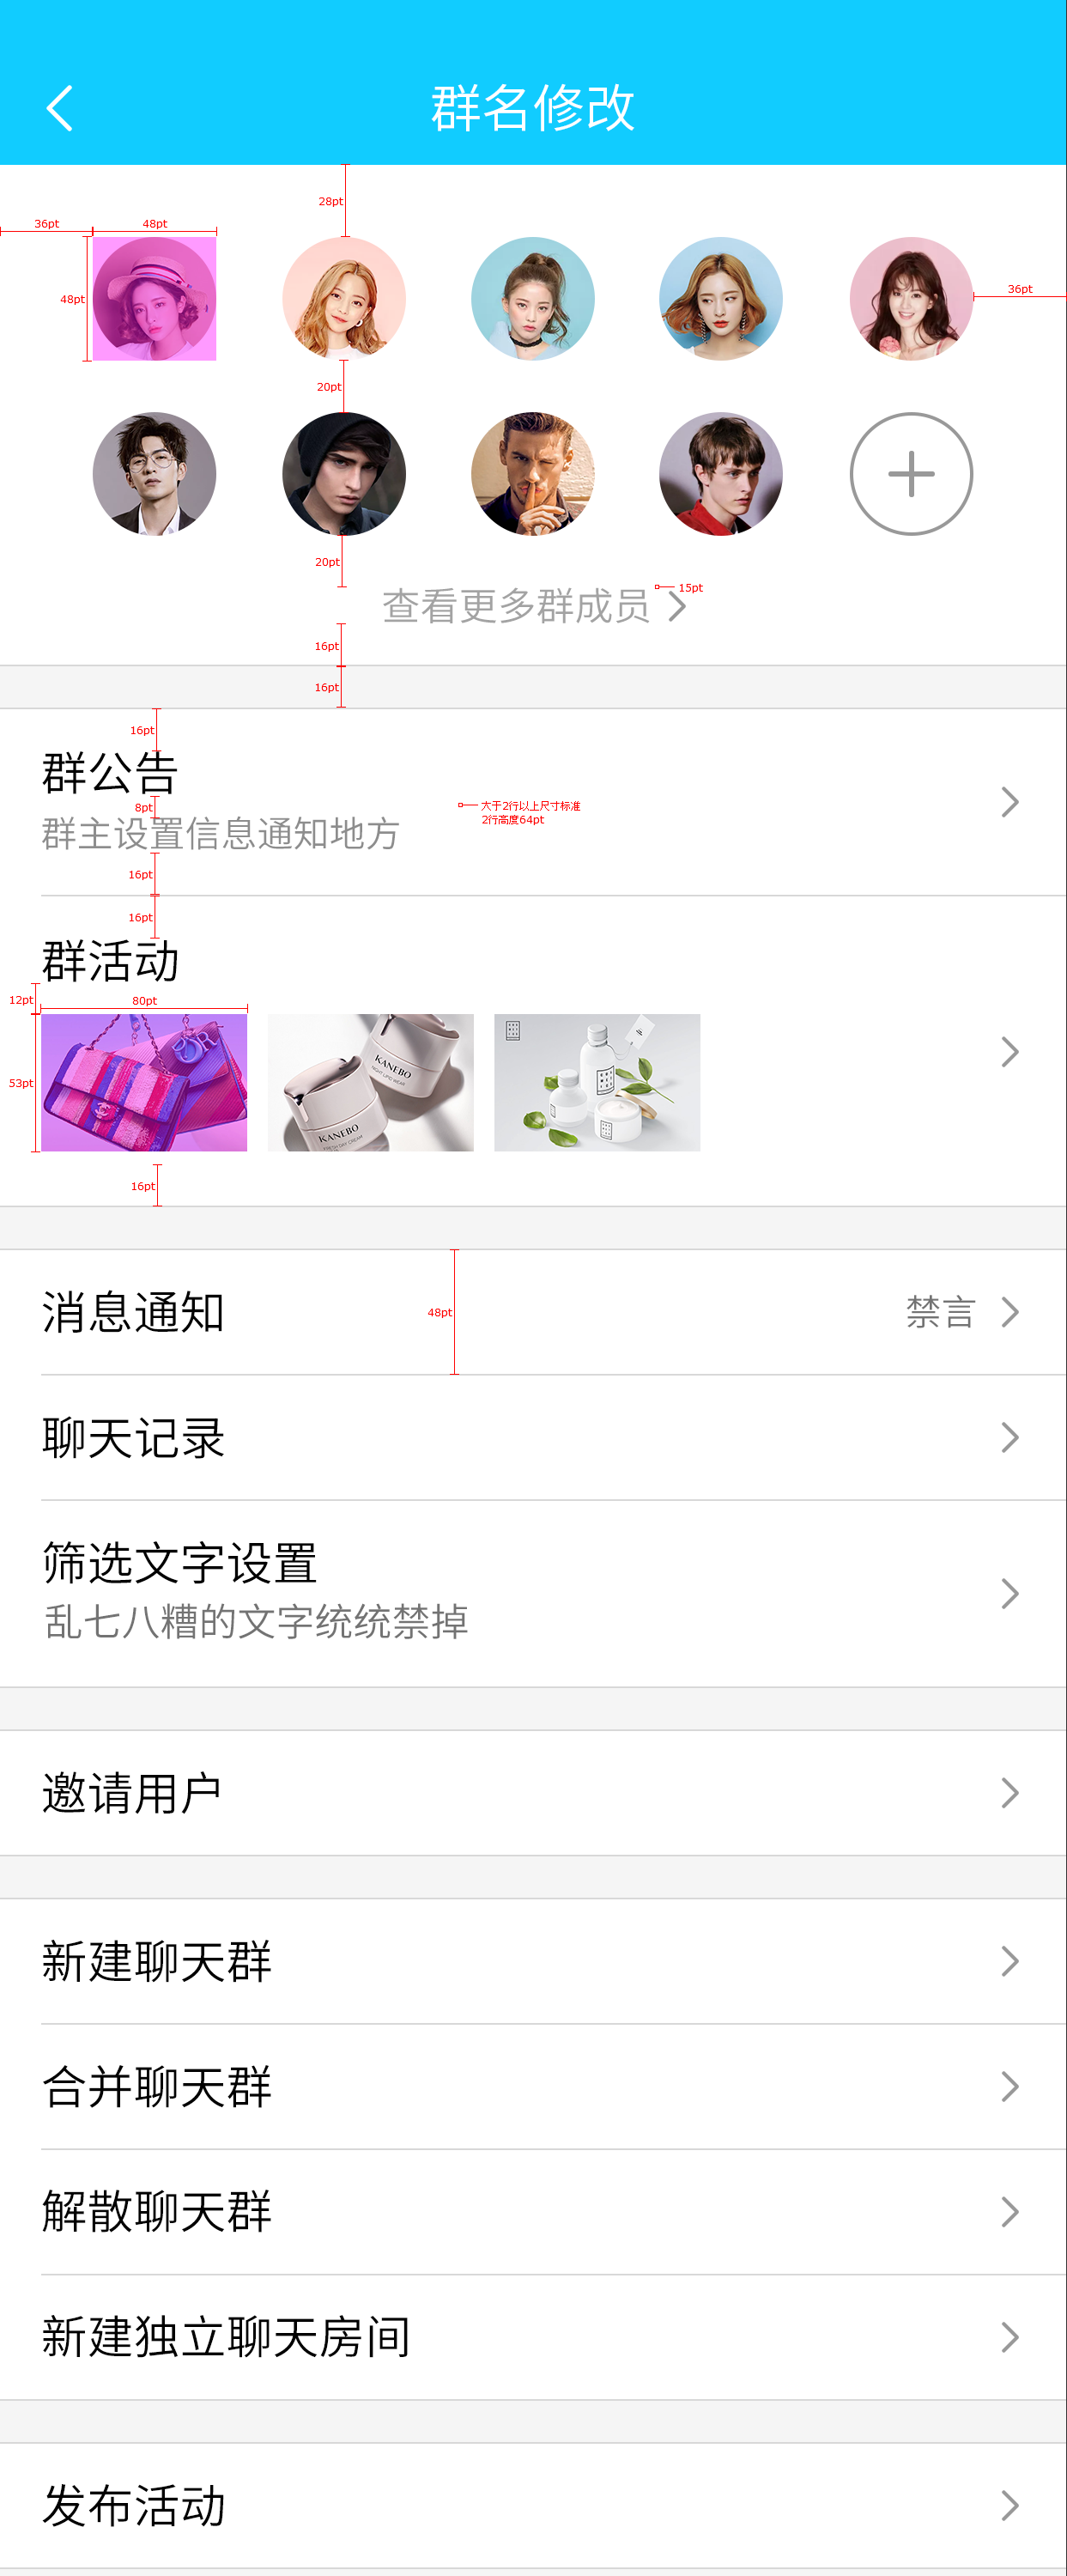 群名修改
28pt
36pt
48pt
48pt
36pt
20pt
20pt
15pt
查看更多群成员
16pt
16pt
16pt
群公告
8pt
大于2行以上尺寸标准
2行高度64pt
群主设置信息通知地方
16pt
16pt
群活动
12pt
80pt
53pt
KANEBO
NIGHT LIPID WEAR
KANEBO
16pt
消息通知
48pt
禁言
聊天记录
筛选文字设置
乱七八糟的文字统统禁掉
邀请用户
新建聊天群
合并聊天群
解散聊天群
新建独立聊天房间
发布活动